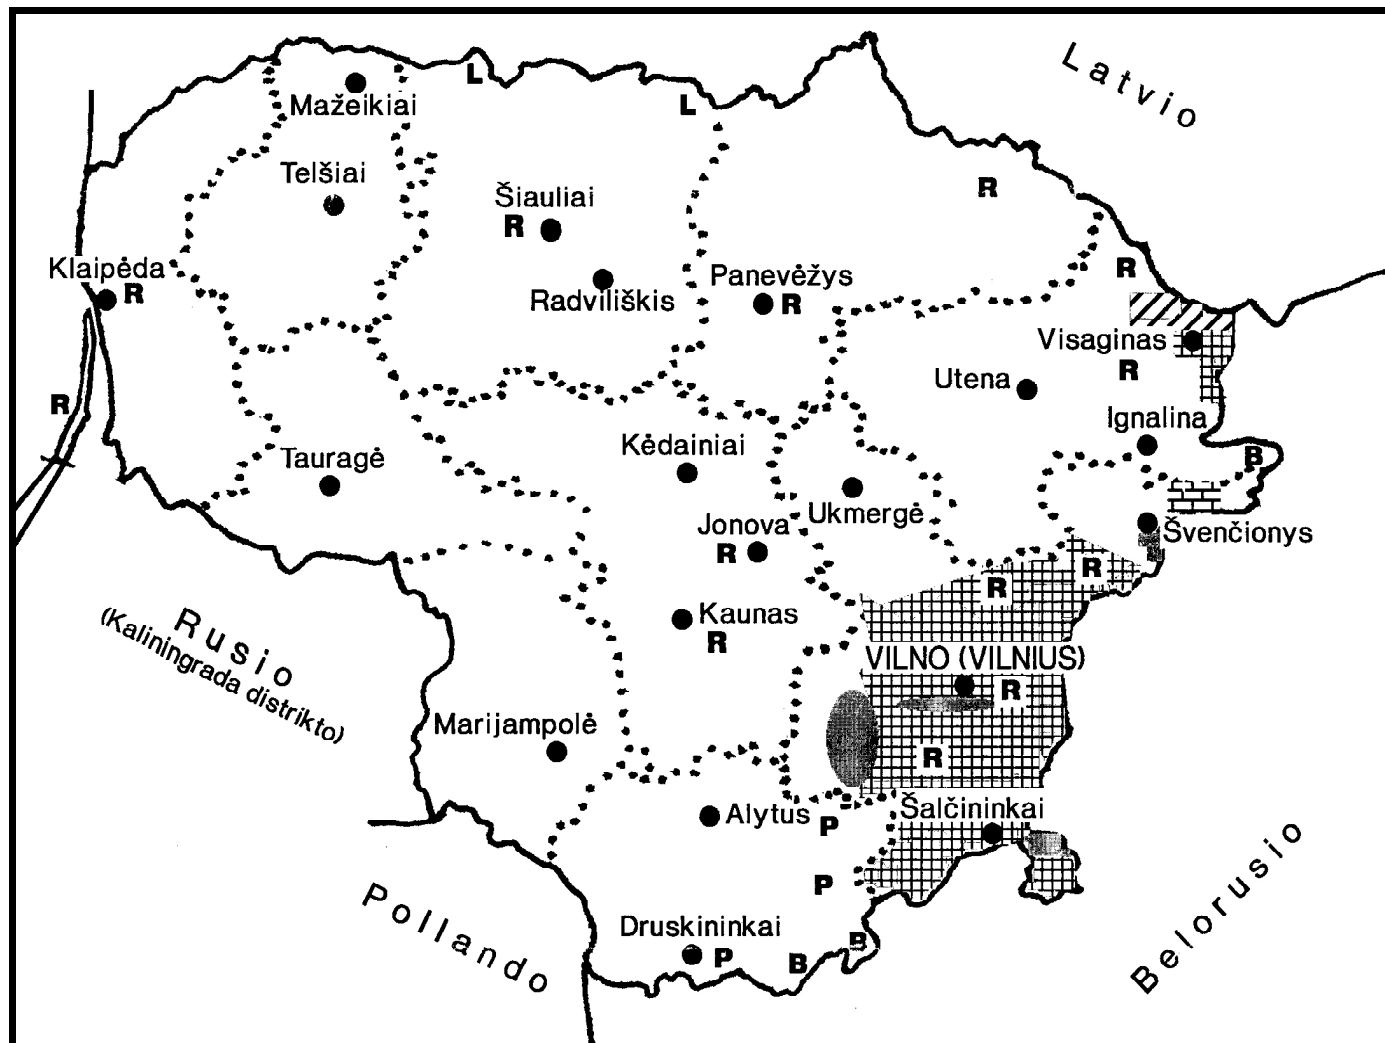 Latvio
L
L
Mažeikiai
Telšiai
Šiauliai
R
R
Klaipėda
R
Radviliškis
Panevėžys
R
R
Visaginas
R
Utena
R
Ignalina
Kėdainiai
B
Tauragė
Ukmergė
Jonova
R
Švenčionys
R
R
Rusio
(Kaliningrada distrikto)
Kaunas
R
VILNO (VILNIUS)
R
Marijampolė
R
Alytus
P
Šalčininkai
P
Pollando
Druskininkai
P
B
B
Belorusio